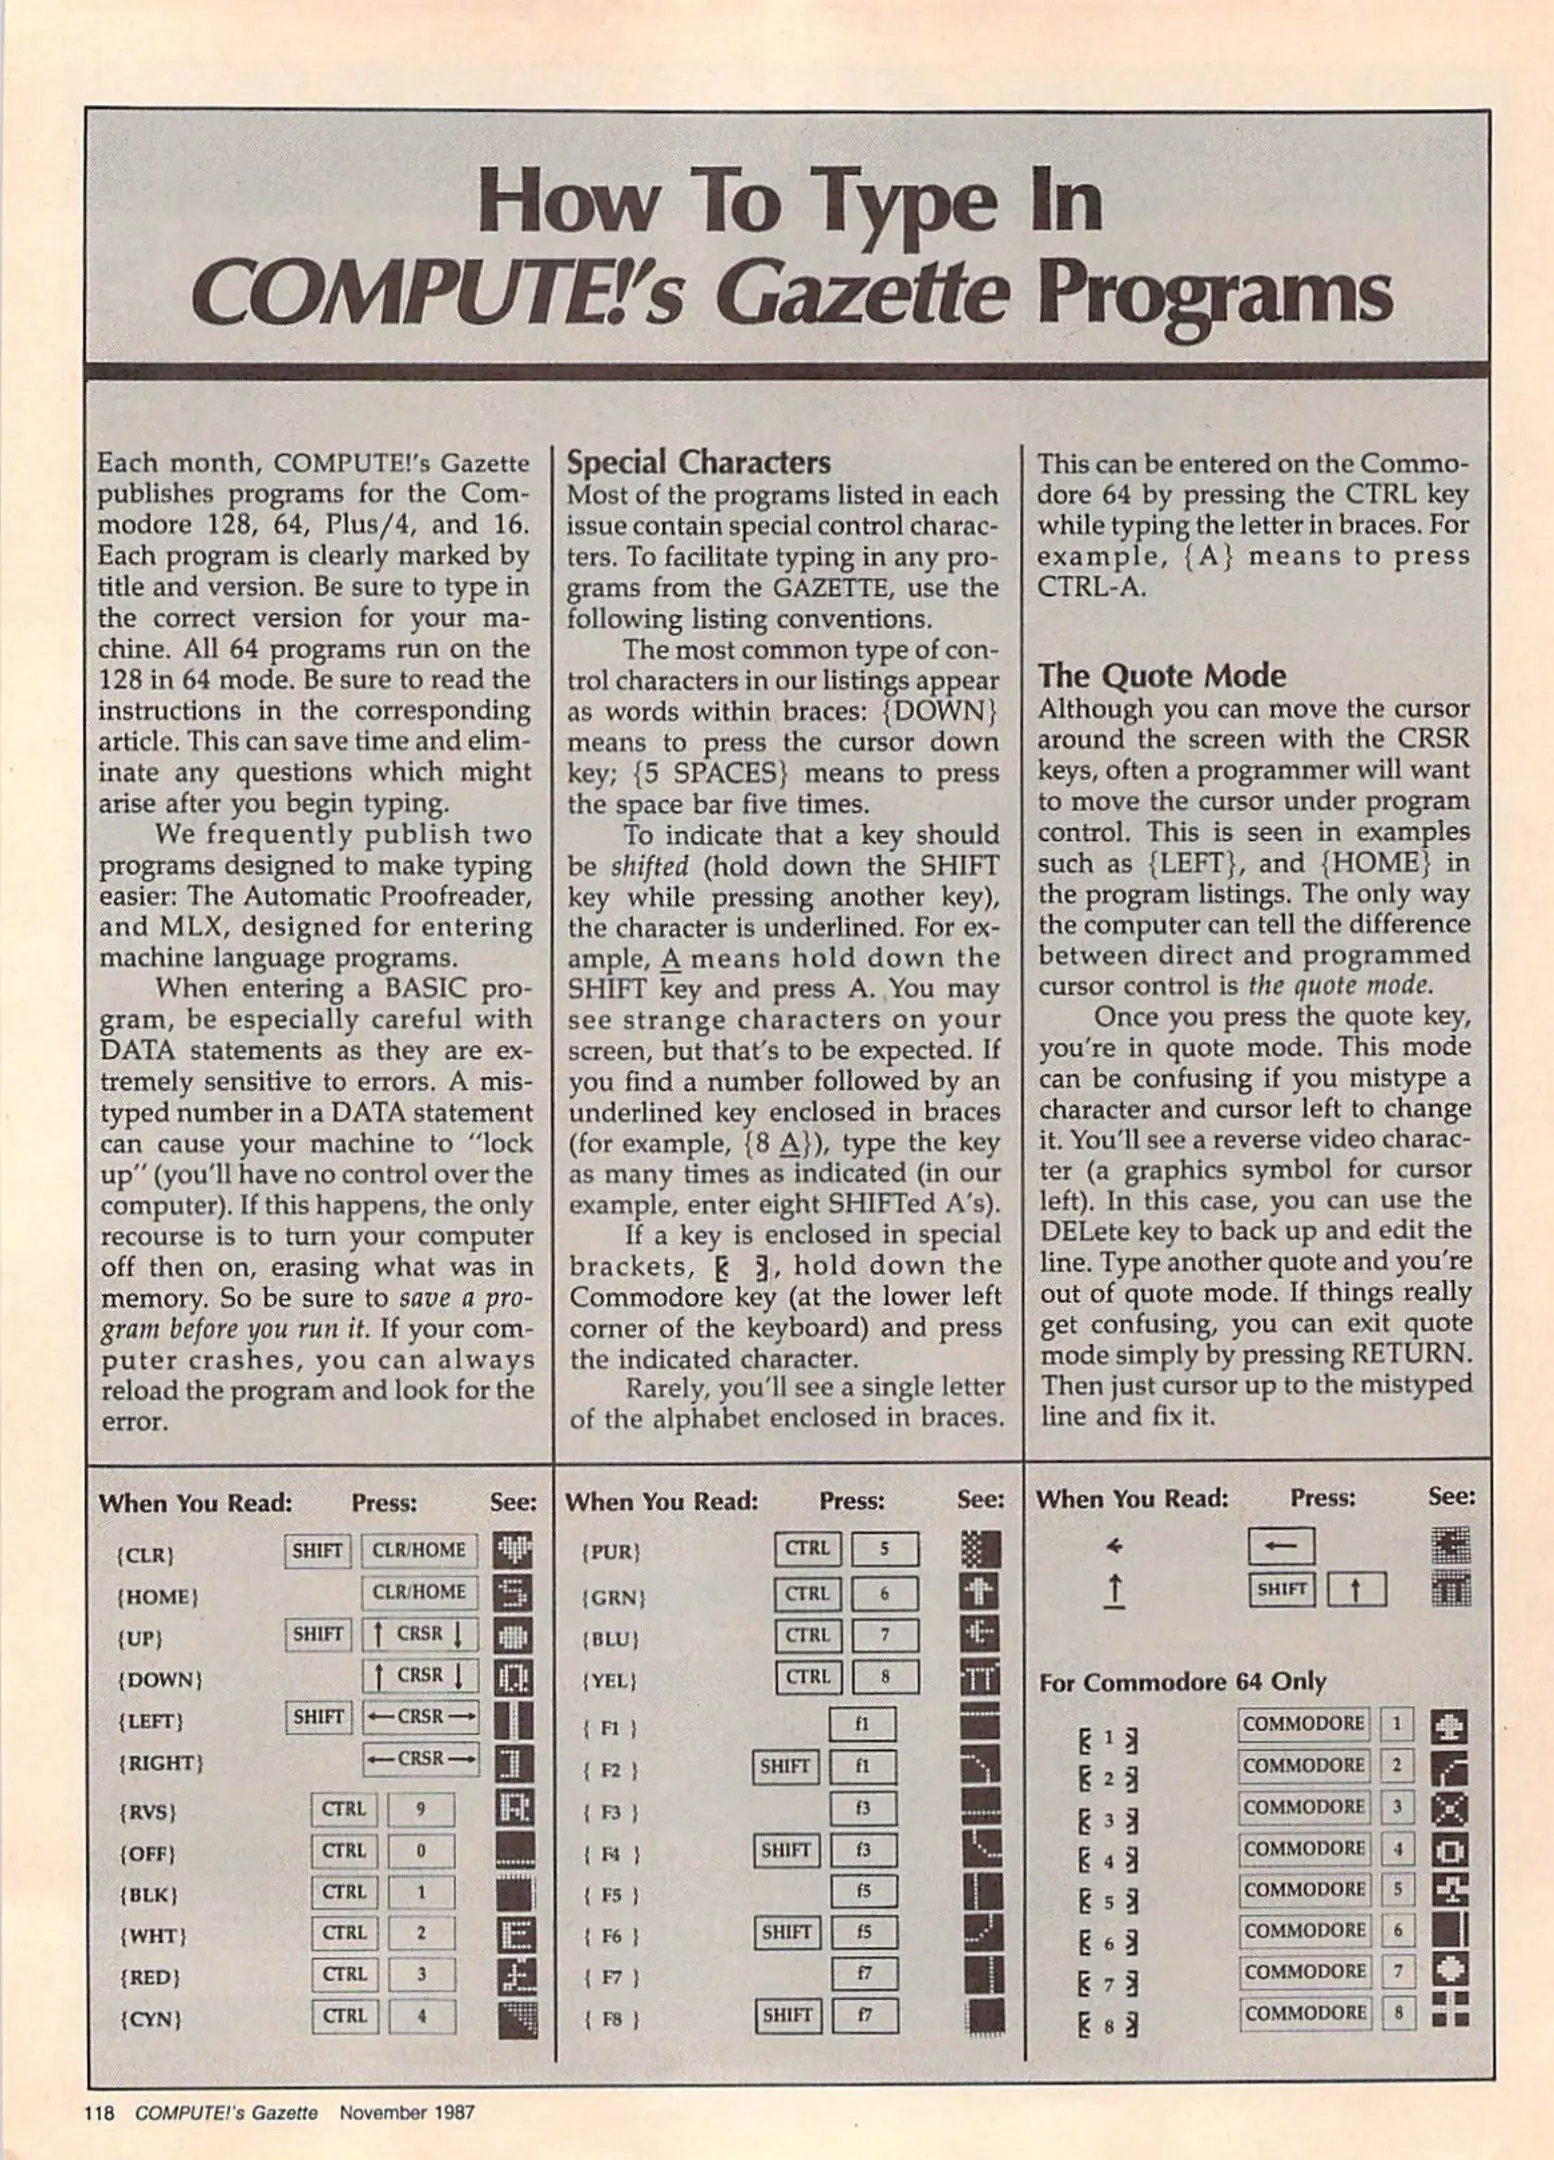 How To Type In
COMPUTE!'s Gazette Programs
Each month, COMPUTE!'s Gazette
publishes programs for the Com-
modore 128, 64, Plus/4, and 16.
Each program is clearly marked by
title and version. Be sure to type in
the correct version for your ma-
chine. All 64 programs run on the
128 in 64 mode. Be sure to read the
instructions in the corresponding
article. This can save time and elim-
inate any questions which might
arise after you begin typing.
We frequently publish two
programs designed to make typing
easier: The Automatic Proofreader,
and MLX, designed for entering
machine language programs.
When entering a BASIC pro-
gram, be especially careful with
DATA statements as they are ex-
tremely sensitive to errors. A mis-
typed number in a DATA statement
can cause your machine to "lock
up" (you'll have no control over the
computer). If this happens, the only
recourse is to turn your computer
off then on, erasing what was in
memory. So be sure to save a pro-
gram before you run it. If your com-
puter crashes, you can always
reload the program and look for the
error.
Special Characters
Most of the programs listed in each
issue contain special control charac-
ters. To facilitate typing in any pro-
grams from the GAZETTE, use the
following listing conventions.
The most common type of con-
trol characters in our listings appear
as words within braces: {DOWN}
means to press the cursor down
key; {5 SPACES} means to press
the space bar five times.
To indicate that a key should
be shifted (hold down the SHIFT
key while pressing another key),
the character is underlined. For ex-
ample, A means hold down the
SHIFT key and press A. You may
see strange characters on your
screen, but that's to be expected. If
you find a number followed by an
underlined key enclosed in braces
(for example, {8 A}), type the key
as many times as indicated (in our
example, enter eight SHIFTed A's).
If a key is enclosed in special
brackets, [< >], hold down the
Commodore key (at the lower left
corner of the keyboard) and press
the indicated character.
Rarely, you'll see a single letter
of the alphabet enclosed in braces.
This can be entered on the Commo-
dore 64 by pressing the CTRL key
while typing the letter in braces. For
example, {A} means to press
CTRL-A.
The Quote Mode
Although you can move the cursor
around the screen with the CRSR
keys, often a programmer will want
to move the cursor under program
control. This is seen in examples
such as {LEFT}, and {HOME} in
the program listings. The only way
the computer can tell the difference
between direct and programmed
cursor control is the quote mode.
Once you press the quote key,
you're in quote mode. This mode
can be confusing if you mistype a
character and cursor left to change
it. You'll see a reverse video charac-
ter (a graphics symbol for cursor
left). In this case, you can use the
DELete key to back up and edit the
line. Type another quote and you're
out of quote mode. If things really
get confusing, you can exit quote
mode simply by pressing RETURN.
Then just cursor up to the mistyped
line and fix it.
When You Read: Press: See:
{CLR} SHIFT CLR/HOME
{HOME} CLR/HOME
{UP} SHIFT ↑ CRSR ↓
{DOWN} ↑ CRSR ↓
{LEFT} SHIFT ←CRSR→
{RIGHT} ←CRSR→
{RVS} CTRL 9
{OFF} CTRL 0
{BLK} CTRL 1
{WHT} CTRL 2
{RED} CTRL 3
{CYN} CTRL 4
When You Read: Press: See:
{PUR} CTRL 5
{GRN} CTRL 6
{BLU} CTRL 7
{YEL} CTRL 8
{ F1 } f1
{ F2 } SHIFT f1
{ F3 } f3
{ F4 } SHIFT f3
{ F5 } f5
{ F6 } SHIFT f5
{ F7 } f7
{ F8 } SHIFT f7
When You Read: Press: See:
← ←
↑ SHIFT ↑
For Commodore 64 Only
[< 1 >] COMMODORE 1
[< 2 >] COMMODORE 2
[< 3 >] COMMODORE 3
[< 4 >] COMMODORE 4
[< 5 >] COMMODORE 5
[< 6 >] COMMODORE 6
[< 7 >] COMMODORE 7
[< 8 >] COMMODORE 8
118 COMPUTE!'s Gazette November 1987